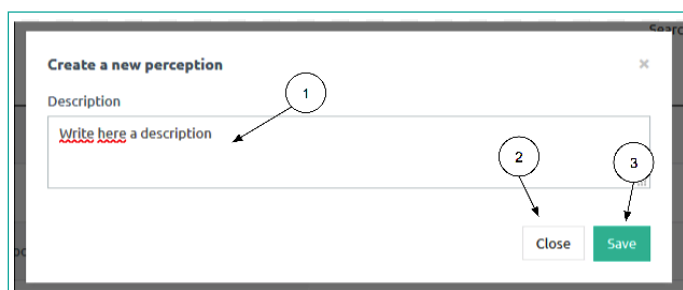 Create a new perception ×
Description
1
Write here a description
2
3
Close
Save